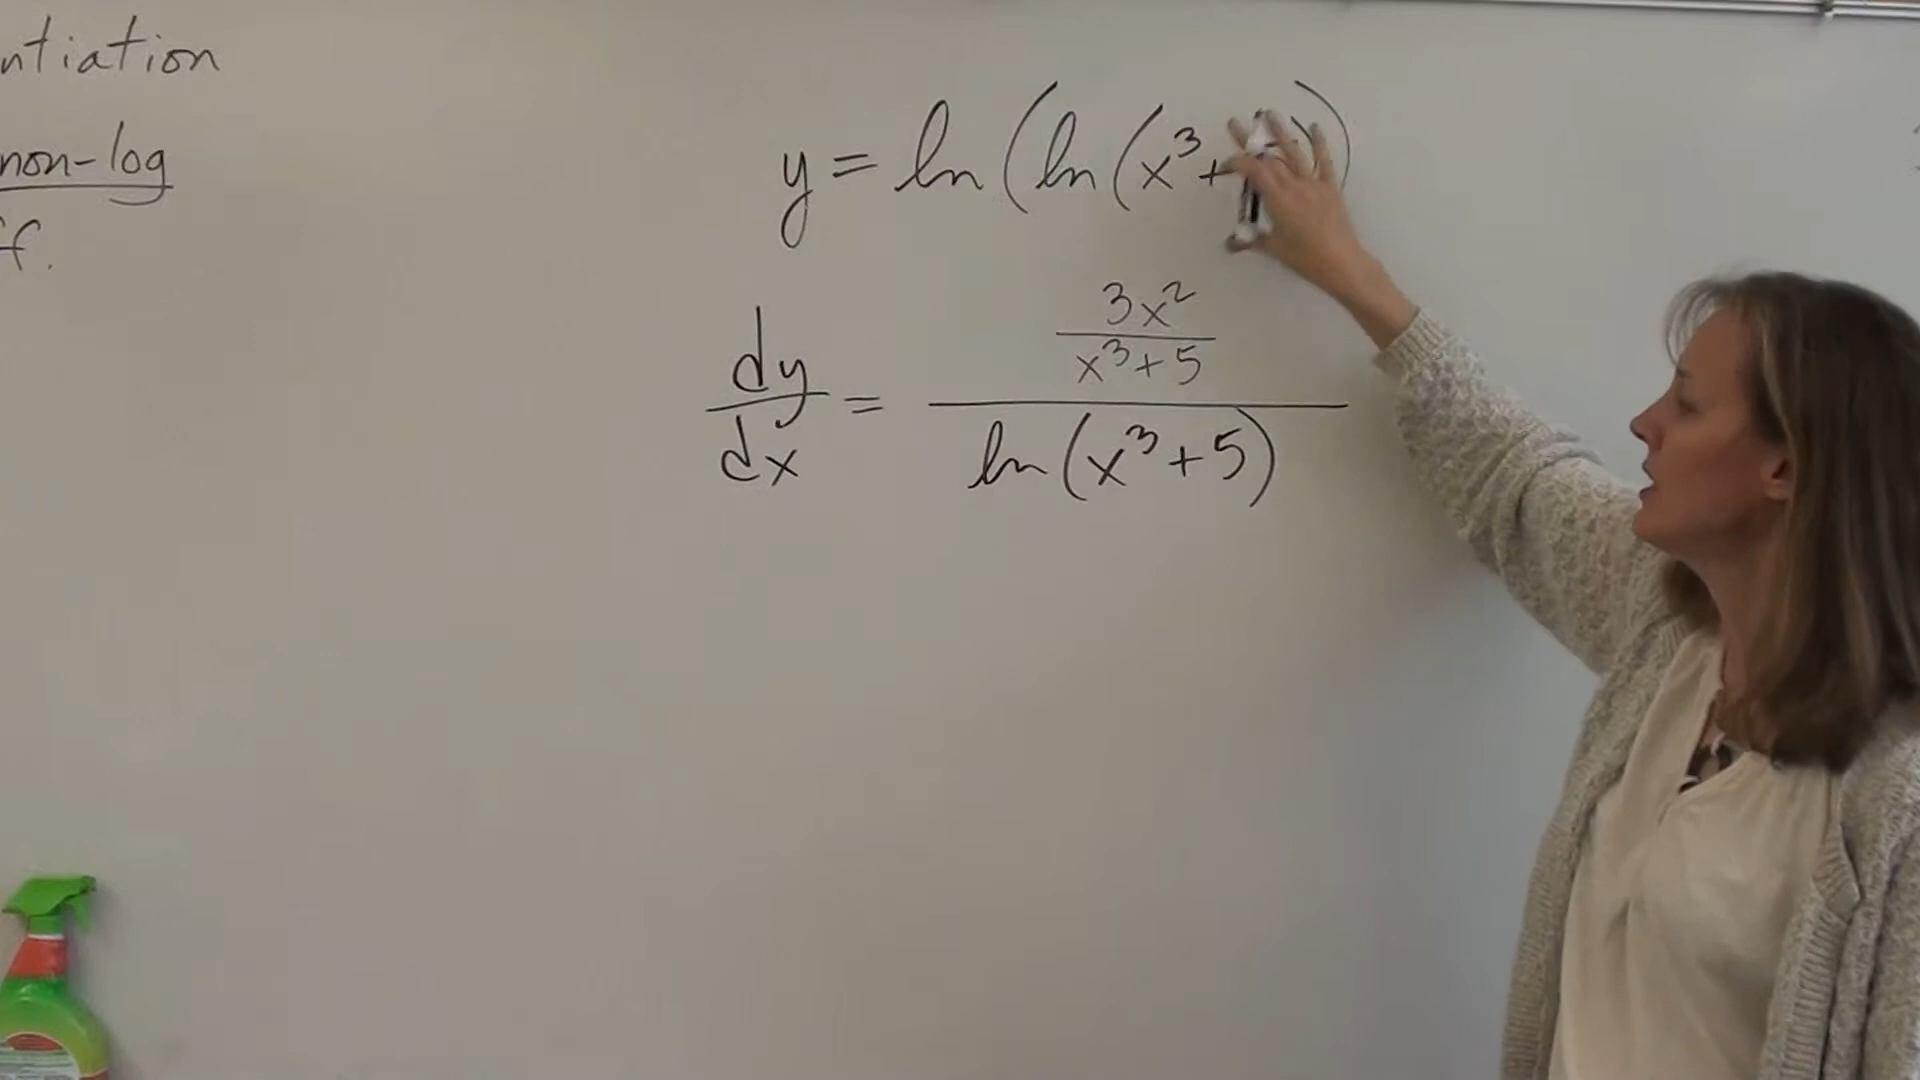 ntiation
non-log
f.
y = ln(ln(x³+
dy/dx = (3x²/(x³+5))/ln(x³+5)